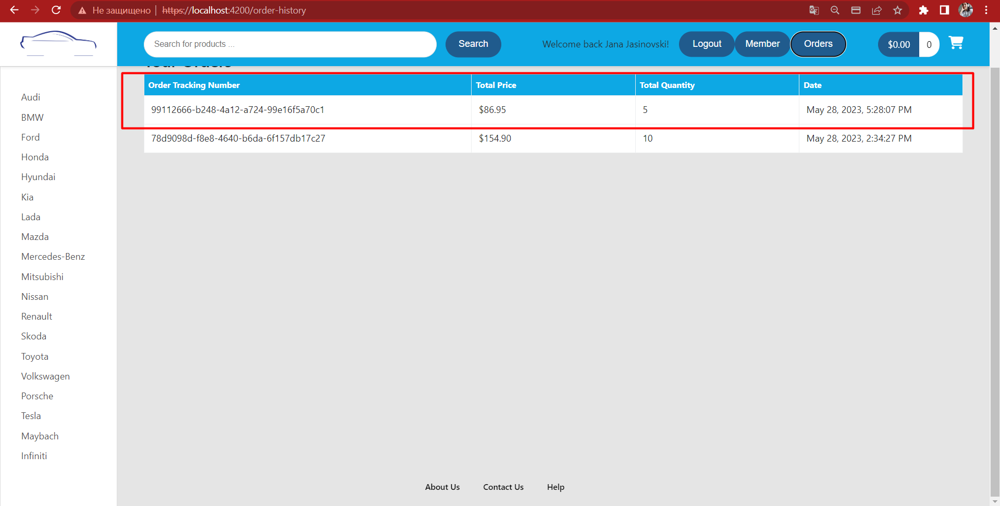 Не защищено https://localhost:4200/order-history
Search for products ...
Search
Welcome back Jana Jasinovski!
Logout
Member
Orders
$0.00
0
Your Orders
Order Tracking Number Total Price Total Quantity Date
99112666-b248-4a12-a724-99e16f5a70c1 $86.95 5 May 28, 2023, 5:28:07 PM
78d9098d-f8e8-4640-b6da-6f157db17c27 $154.90 10 May 28, 2023, 2:34:27 PM
Audi
BMW
Ford
Honda
Hyundai
Kia
Lada
Mazda
Mercedes-Benz
Mitsubishi
Nissan
Renault
Skoda
Toyota
Volkswagen
Porsche
Tesla
Maybach
Infiniti
About Us Contact Us Help